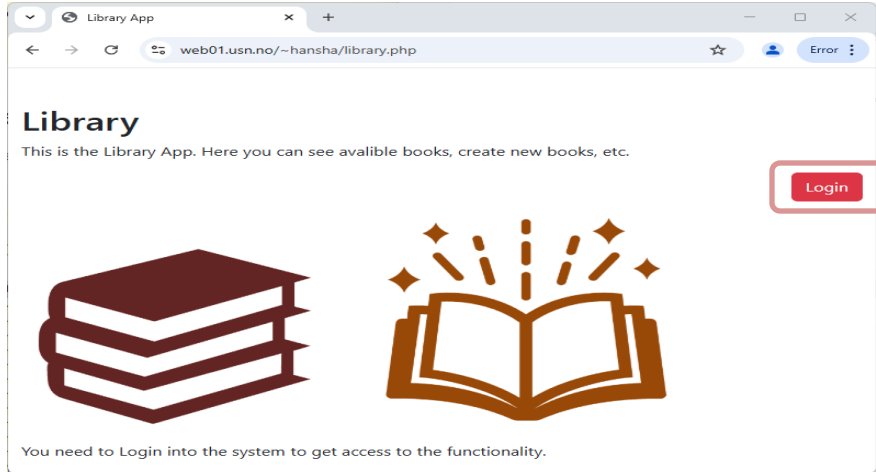 Library App
web01.usn.no/~hansha/library.php
Error
Library
This is the Library App. Here you can see avalible books, create new books, etc.
Login
You need to Login into the system to get access to the functionality.